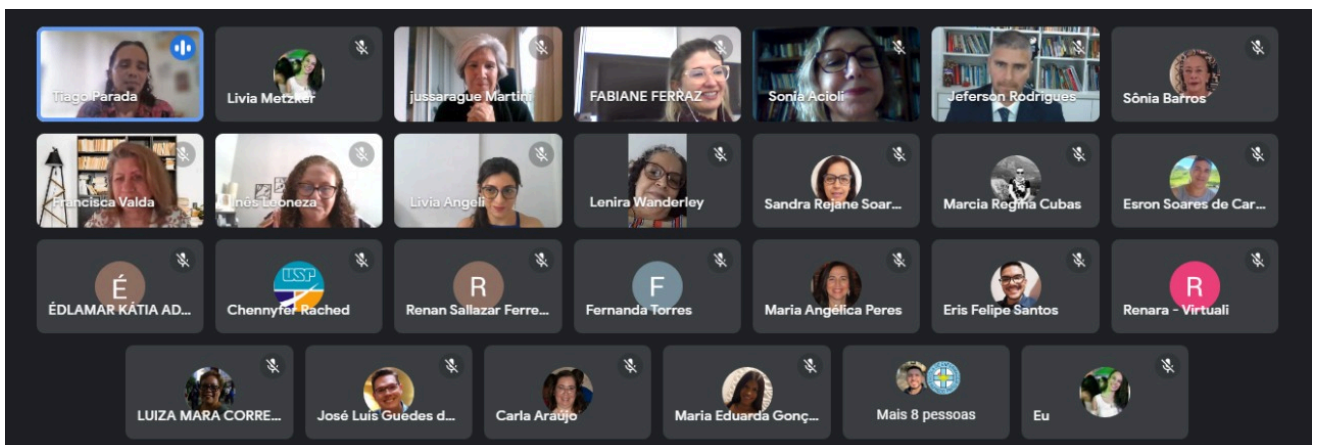 Tiago Parada
Livia Metzker
jussarague Martini
FABIANE FERRAZ
Sonia Acioli
Jeferson Rodrigues
Sônia Barros
Francisca Valda
Inês Leoneza
Livia Angeli
Lenira Wanderley
Sandra Rejane Soar...
Marcia Regina Cubas
Esron Soares de Car...
É
ÉDLAMAR KÁTIA AD...
USP
Chennyfer Rached
R
Renan Sallazar Ferre...
F
Fernanda Torres
Maria Angélica Peres
Eris Felipe Santos
R
Renara - Virtuali
LUIZA MARA CORRE...
José Luís Guedes d...
Carla Araújo
Maria Eduarda Gonç...
Mais 8 pessoas
Eu